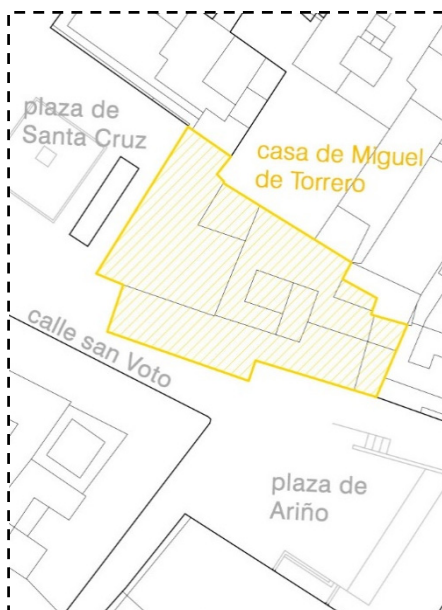 plaza de
Santa Cruz
casa de Miguel
de Torrero
calle san Voto
plaza de
Ariño